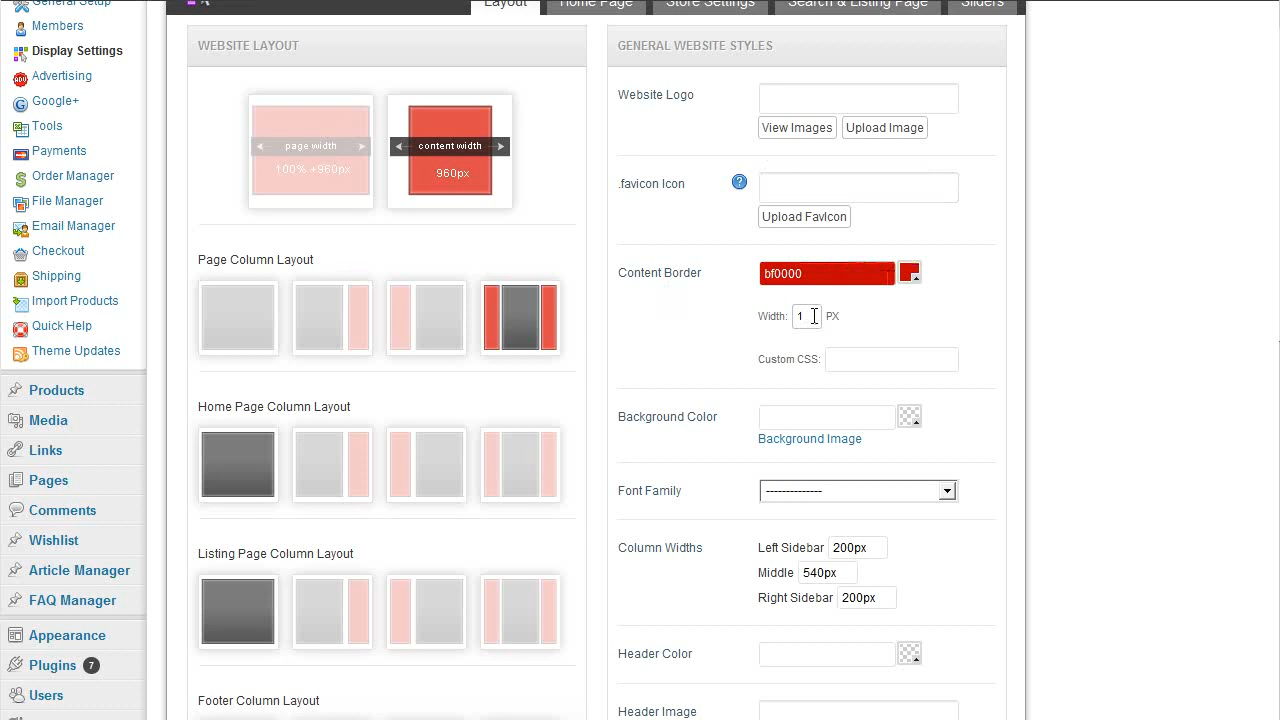 General Setup
Members
Display Settings
Advertising
Google+
Tools
Payments
Order Manager
File Manager
Email Manager
Checkout
Shipping
Import Products
Quick Help
Theme Updates
Products
Media
Links
Pages
Comments
Wishlist
Article Manager
FAQ Manager
Appearance
Plugins 7
Users
Layout
Home Page
Store Settings
Search & Listing Page
Sliders
WEBSITE LAYOUT
page width
100% +960px
content width
960px
Page Column Layout
Home Page Column Layout
Listing Page Column Layout
Footer Column Layout
GENERAL WEBSITE STYLES
Website Logo
View Images
Upload Image
.favicon Icon
?
Upload FavIcon
Content Border
bf0000
Width: 1 PX
Custom CSS:
Background Color
Background Image
Font Family
--------------
Column Widths
Left Sidebar 200px
Middle 540px
Right Sidebar 200px
Header Color
Header Image